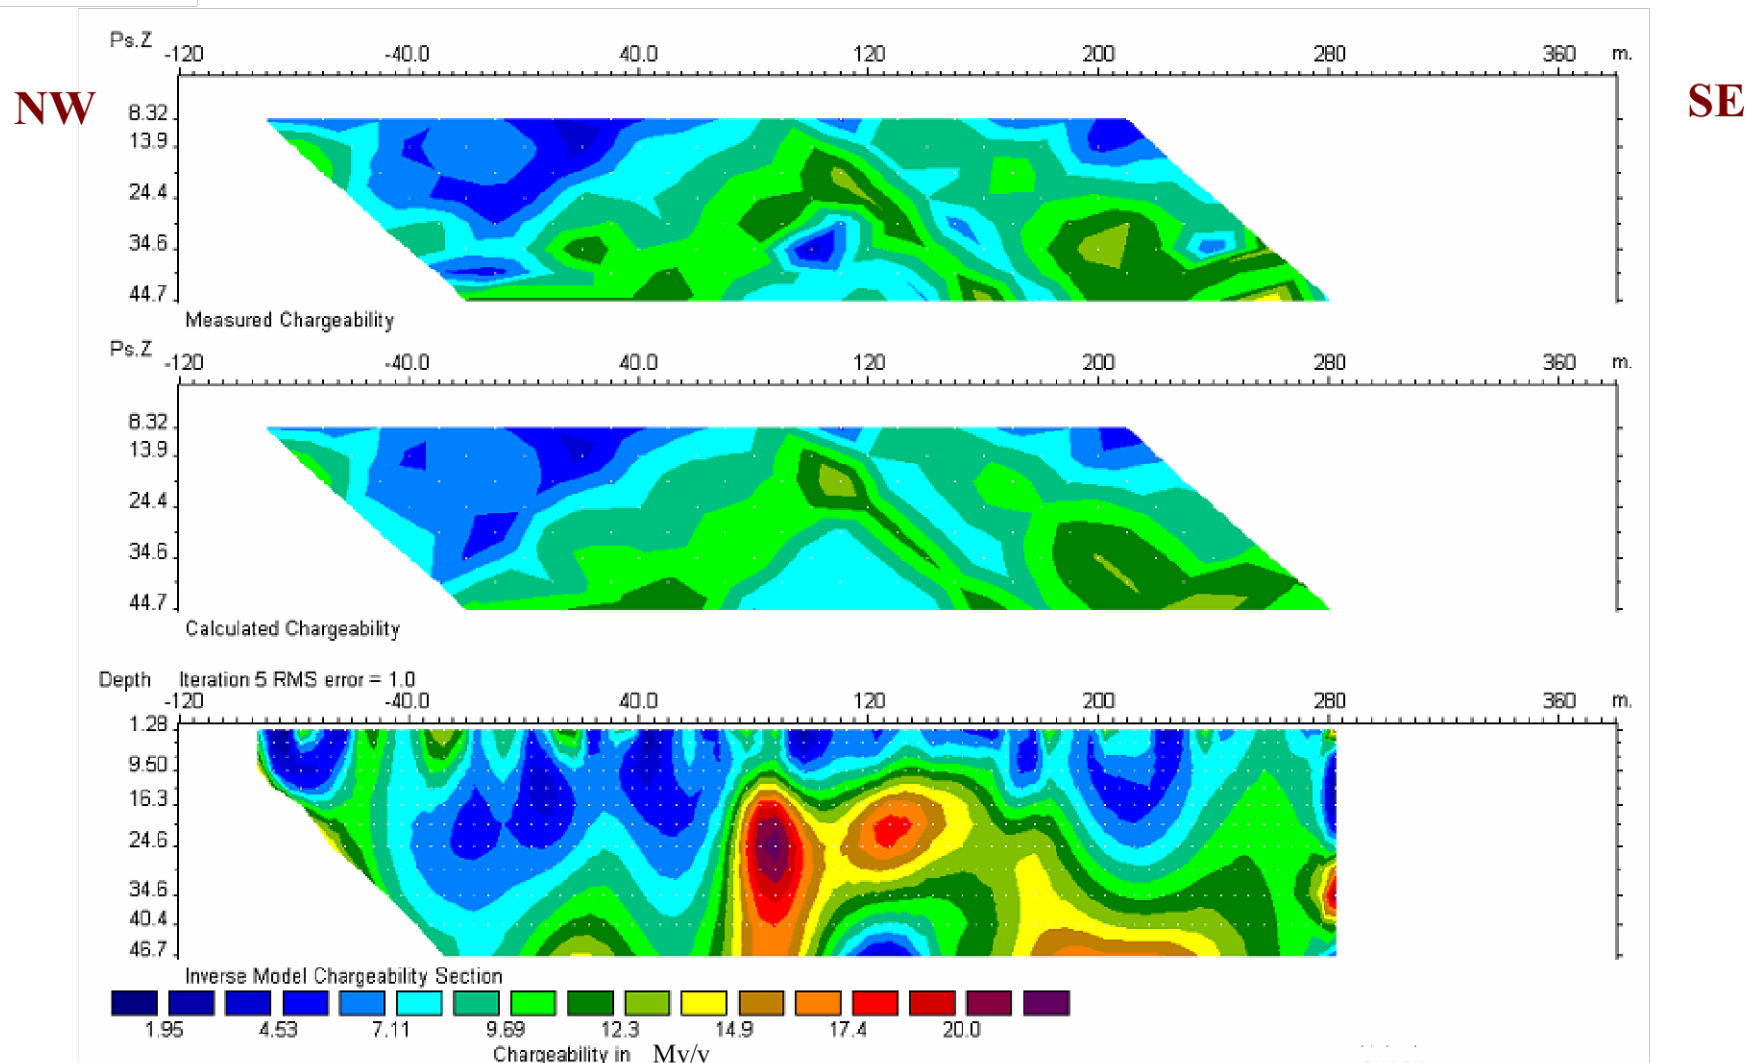 Ps.Z -120 -40.0 40.0 120 200 280 360 m.
NW SE
8.32
13.9
24.4
34.6
44.7
Measured Chargeability
Ps.Z -120 -40.0 40.0 120 200 280 360 m.
8.32
13.9
24.4
34.6
44.7
Calculated Chargeability
Depth Iteration 5 RMS error = 1.0
-120 -40.0 40.0 120 200 280 360 m.
1.28
9.50
16.3
24.6
34.6
40.4
46.7
Inverse Model Chargeability Section
1.95 4.53 7.11 9.69 12.3 14.9 17.4 20.0
Chargeability in Mv/v